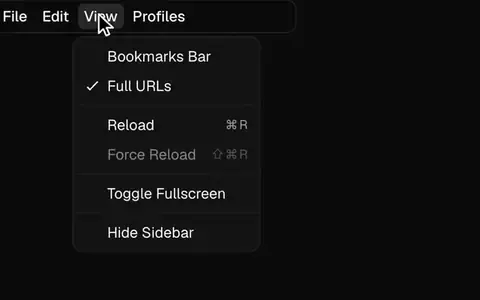 File Edit View Profiles
Bookmarks Bar
Full URLs
Reload ⌘R
Force Reload ⇧⌘R
Toggle Fullscreen
Hide Sidebar